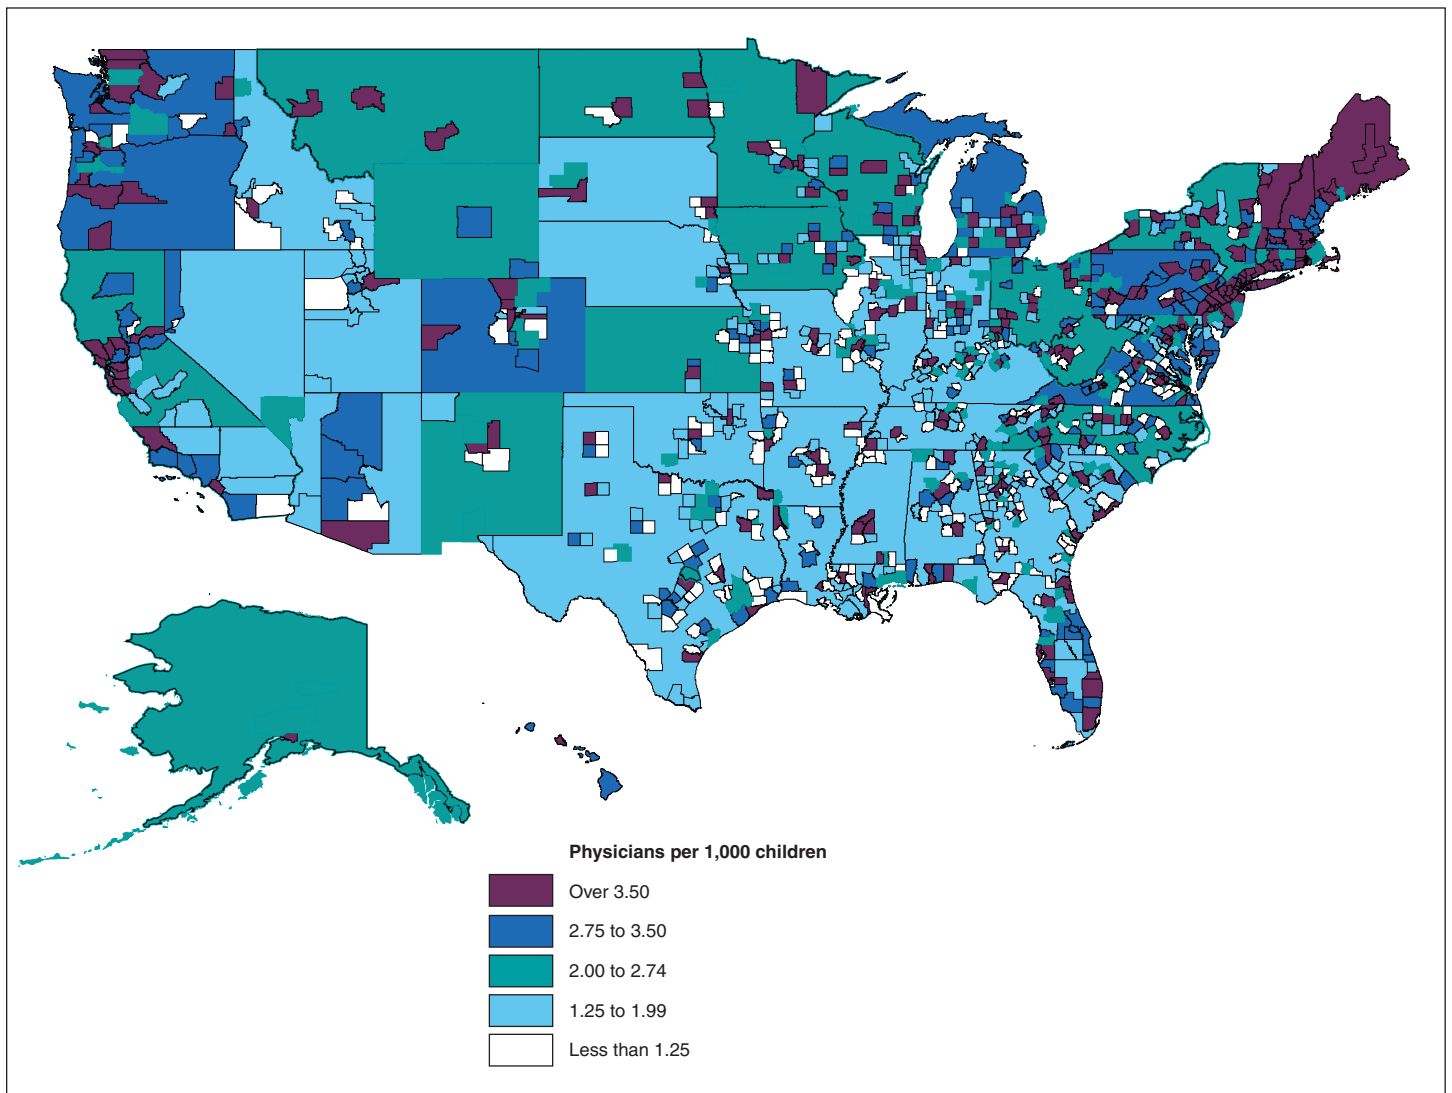 Physicians per 1,000 children
Over 3.50
2.75 to 3.50
2.00 to 2.74
1.25 to 1.99
Less than 1.25